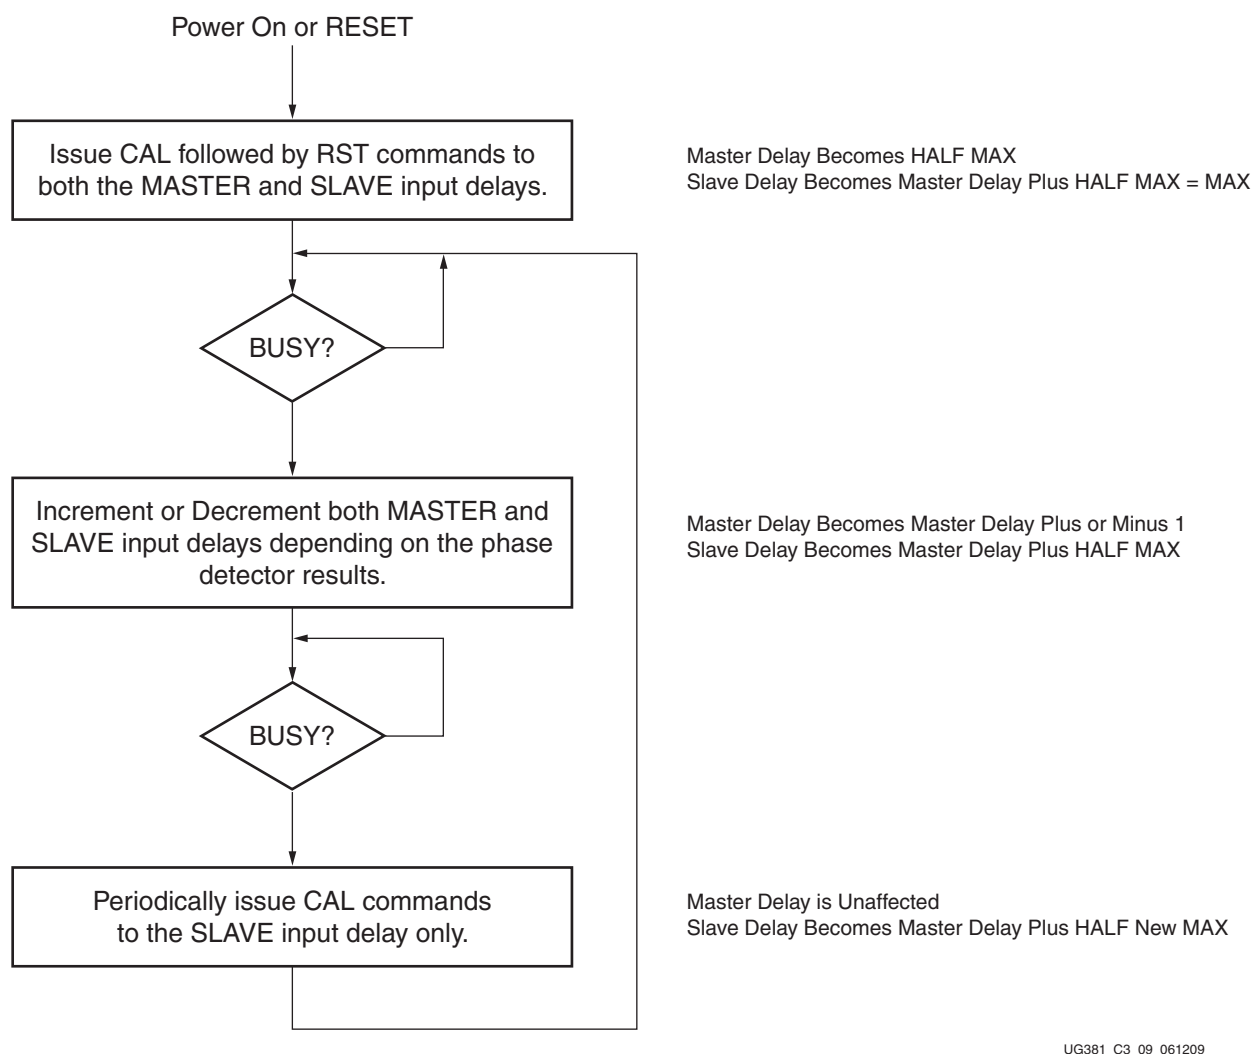 Power On or RESET
Issue CAL followed by RST commands to
both the MASTER and SLAVE input delays.
Master Delay Becomes HALF MAX
Slave Delay Becomes Master Delay Plus HALF MAX = MAX
BUSY?
Increment or Decrement both MASTER and
SLAVE input delays depending on the phase
detector results.
Master Delay Becomes Master Delay Plus or Minus 1
Slave Delay Becomes Master Delay Plus HALF MAX
BUSY?
Periodically issue CAL commands
to the SLAVE input delay only.
Master Delay is Unaffected
Slave Delay Becomes Master Delay Plus HALF New MAX
UG381_C3_09_061209